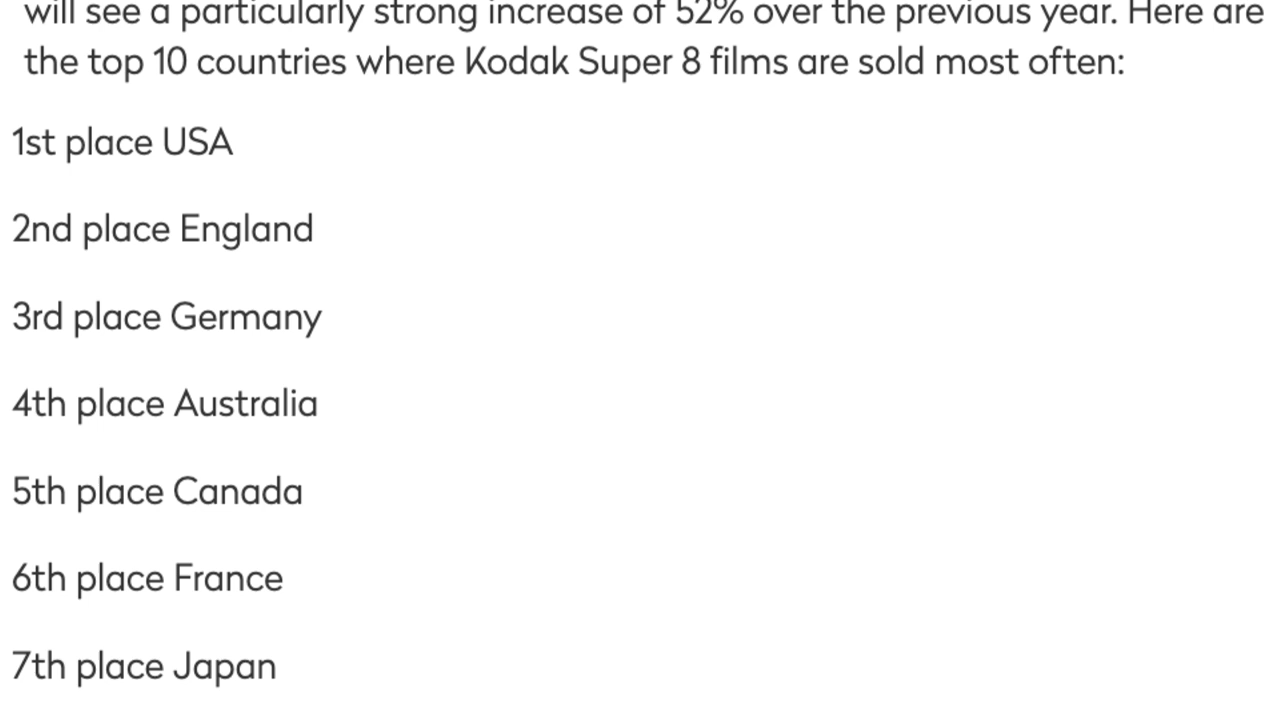 will see a particularly strong increase of 52% over the previous year. Here are
the top 10 countries where Kodak Super 8 films are sold most often:
1st place USA
2nd place England
3rd place Germany
4th place Australia
5th place Canada
6th place France
7th place Japan